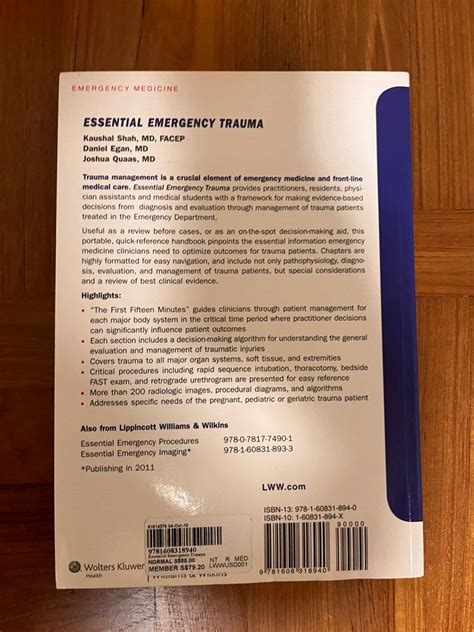 EMERGENCY MEDICINE
ESSENTIAL EMERGENCY TRAUMA
Kaushal Shah, MD, FACEP
Daniel Egan, MD
Joshua Quaas, MD
Trauma management is a crucial element of emergency medicine and front-line
medical care. Essential Emergency Trauma provides practitioners, residents, physi-
cian assistants and medical students with a framework for making evidence-based
decisions from diagnosis and evaluation through management of trauma patients
treated in the Emergency Department.
Useful as a review before cases, or as an on-the-spot decision-making aid, this
portable, quick-reference handbook pinpoints the essential information emergency
medicine clinicians need to optimize outcomes for trauma patients. Chapters are
highly formatted for easy navigation, and include not only pathophysiology, diagno-
sis, evaluation, and management of trauma patients, but special considerations
and a review of best clinical evidence.
Highlights:
• "The First Fifteen Minutes" guides clinicians through patient management for
each major body system in the critical time period where practitioner decisions
can significantly influence patient outcomes
• Each section includes a decision-making algorithm for understanding the general
evaluation and management of traumatic injuries
• Covers trauma to all major organ systems, soft tissue, and extremities
• Critical procedures including rapid sequence intubation, thoracotomy, bedside
FAST exam, and retrograde urethrogram are presented for easy reference
• More than 200 radiologic images, procedural diagrams, and algorithms
• Addresses specific needs of the pregnant, pediatric or geriatric trauma patient
Also from Lippincott Williams & Wilkins
Essential Emergency Procedures 978-0-7817-7490-1
Essential Emergency Imaging* 978-1-60831-893-3
*Publishing in 2011
LWW.com
ISBN-13: 978-1-60831-894-0
ISBN-10: 1-60831-894-X
90000
9 781608 318940
61514375 04-Oct-10
9781608318940
Essential Emergency Trauma
NORMAL S$88.00
MEMBER S$79.20
NT R MED
LWWUSD001
Wolters Kluwer
Health
Williams & Wilkins